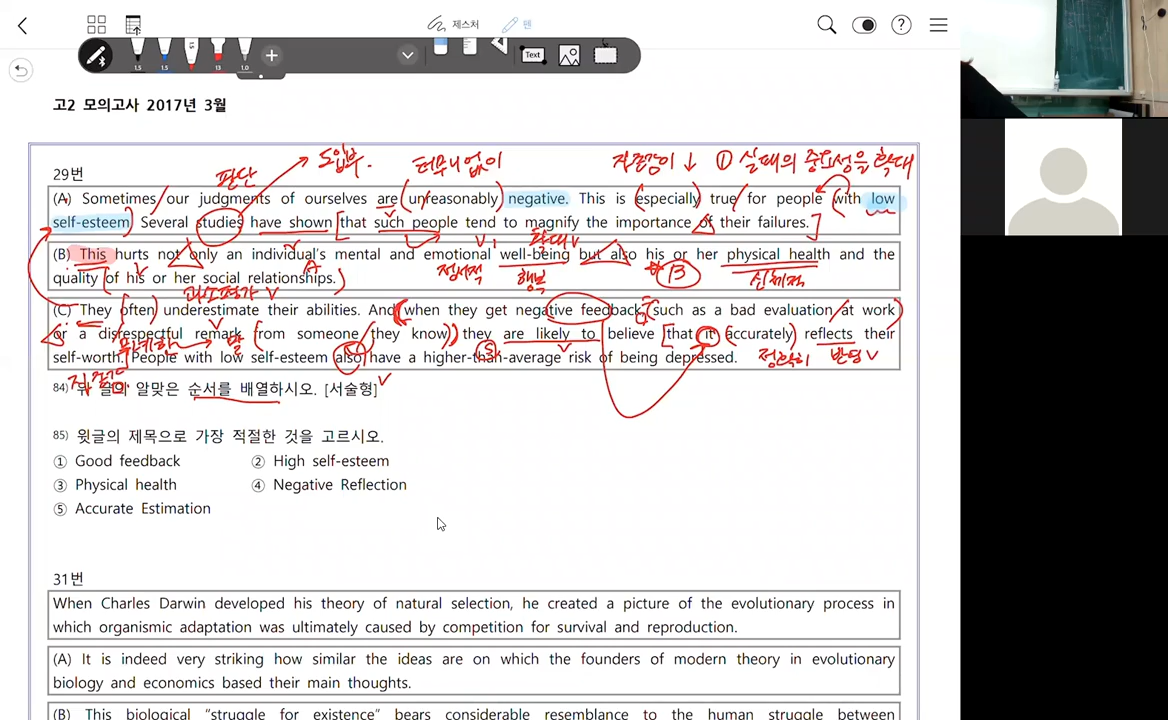 제스처 펜
Text
1.5 1.5 1.5 13 1.0
고2 모의고사 2017년 3월
도입부.
터무니없이
자존감이 ↓ ① 실패의 중요성을 확대
판단
29번
(A) Sometimes our judgments of ourselves are unreasonably negative. This is especially true for people with low
self-esteem. Several studies have shown that such people tend to magnify the importance of their failures.
확대
(B) This hurts not only an individual's mental and emotional well-being but also his or her physical health and the
정서적 행복 B 신체적
quality of his or her social relationships.
과소평가
(C) They often underestimate their abilities. And when they get negative feedback, such as a bad evaluation at work
or a disrespectful remark from someone they know, they are likely to believe that it accurately reflects their
무례한 말
self-worth. People with low self-esteem also have a higher-than-average risk of being depressed.
정확히 반영
84) 위 글의 알맞은 순서를 배열하시오. [서술형]
85) 윗글의 제목으로 가장 적절한 것을 고르시오.
① Good feedback ② High self-esteem
③ Physical health ④ Negative Reflection
⑤ Accurate Estimation
31번
When Charles Darwin developed his theory of natural selection, he created a picture of the evolutionary process in
which organismic adaptation was ultimately caused by competition for survival and reproduction.
(A) It is indeed very striking how similar the ideas are on which the founders of modern theory in evolutionary
biology and economics based their main thoughts.
(B) This biological “struggle for existence” bears considerable resemblance to the human struggle between